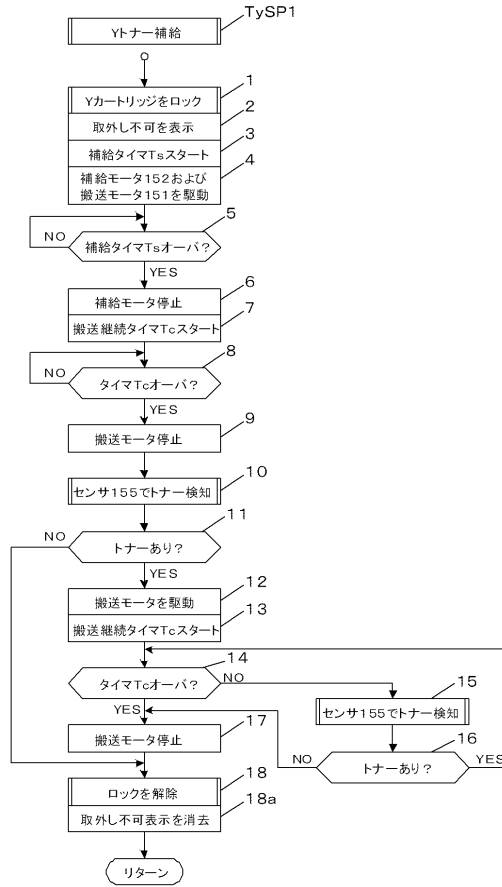 TySP1
Yトナー補給
1
Yカートリッジをロック
2
取外し不可を表示
3
補給タイマTsスタート
4
補給モータ152および
搬送モータ151を駆動
5
NO
補給タイマTsオーバ?
YES
6
補給モータ停止
7
搬送継続タイマTcスタート
8
NO
タイマTcオーバ?
YES
9
搬送モータ停止
10
センサ155でトナー検知
11
NO
トナーあり?
YES
12
搬送モータを駆動
13
搬送継続タイマTcスタート
14
タイマTcオーバ?
NO
15
YES
センサ155でトナー検知
17
16
搬送モータ停止
NO
トナーあり?
YES
18
ロックを解除
18a
取外し不可表示を消去
リターン